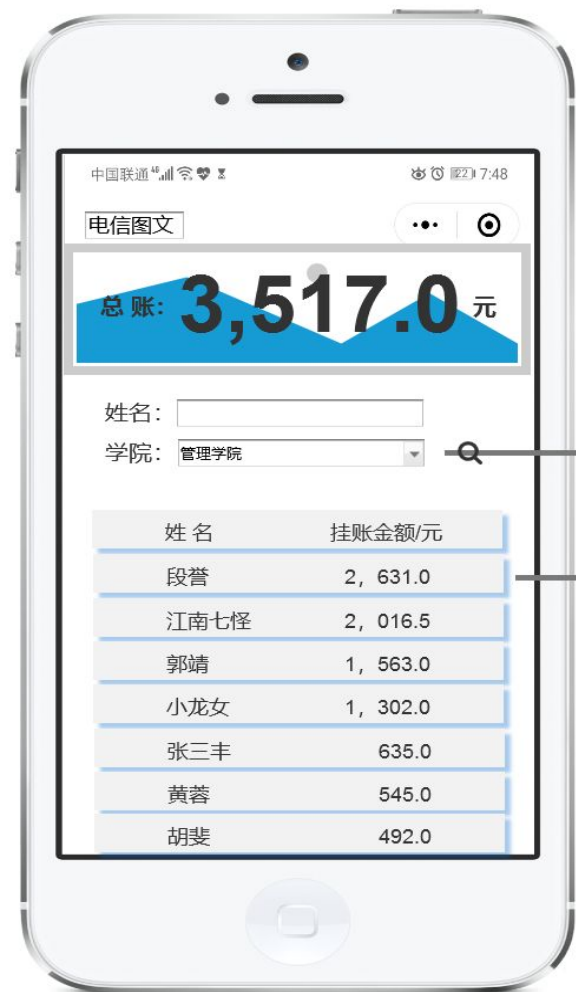 中国联通 46 22 7:48
电信图文
总账: 3,517.0 元
姓名:
学院: 管理学院
姓 名 挂账金额/元
段誉 2, 631.0
江南七怪 2, 016.5
郭靖 1, 563.0
小龙女 1, 302.0
张三丰 635.0
黄蓉 545.0
胡斐 492.0